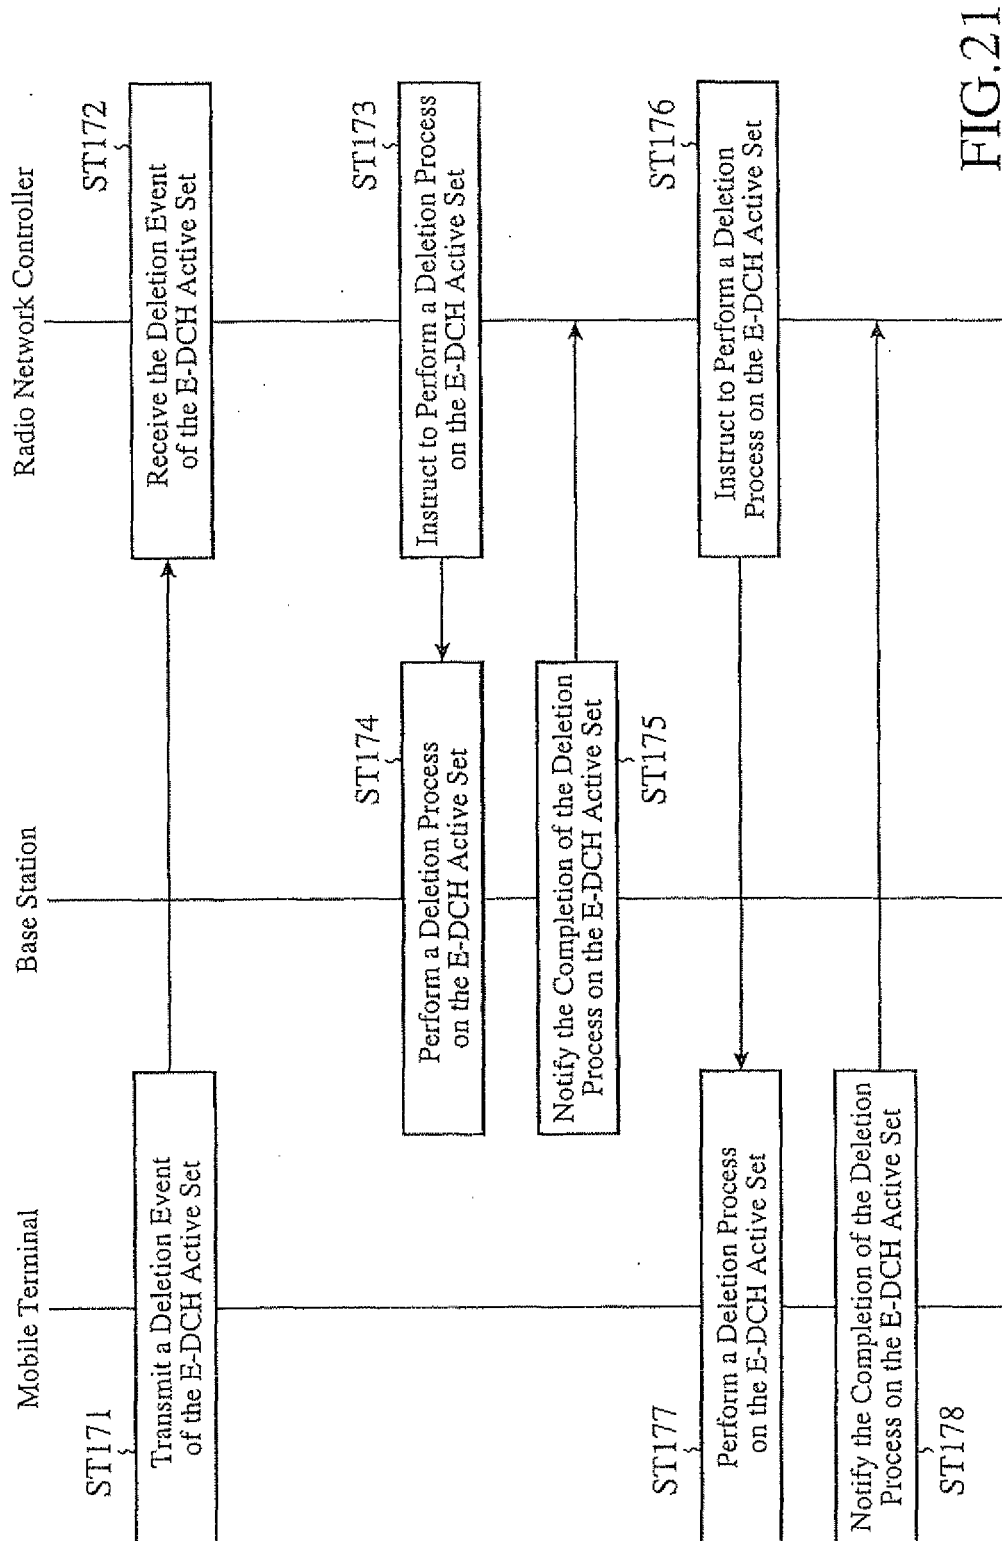 Mobile Terminal
Base Station
Radio Network Controller
ST171
Transmit a Deletion Event
of the E-DCH Active Set
ST172
Receive the Deletion Event
of the E-DCH Active Set
ST173
Instruct to Perform a Deletion Process
on the E-DCH Active Set
ST174
Perform a Deletion Process
on the E-DCH Active Set
Notify the Completion of the Deletion
Process on the E-DCH Active Set
ST175
ST176
Instruct to Perform a Deletion
Process on the E-DCH Active Set
ST177
Perform a Deletion Process
on the E-DCH Active Set
Notify the Completion of the Deletion
Process on the E-DCH Active Set
ST178
FIG.21